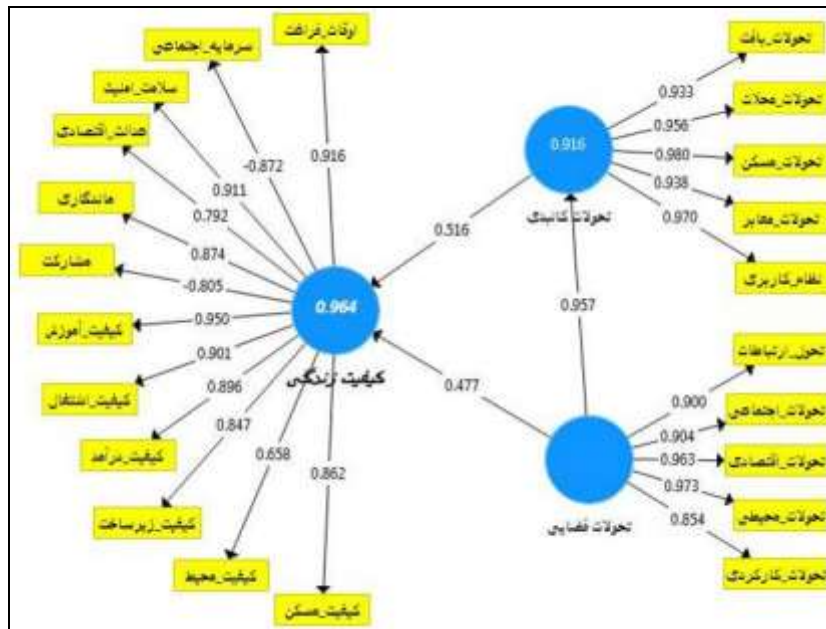 اوقات_فراغت
سرمایه_اجتماعی
سلامت_امنیت
عدالت_اقتصادی
ماندگاری
مشارکت
کیفیت_آموزش
کیفیت_اشتغال
کیفیت_درآمد
کیفیت_زیرساخت
کیفیت_محیط
کیفیت_مسکن
0.916
-0.872
0.911
0.792
0.874
-0.805
0.950
0.901
0.896
0.847
0.658
0.862
0.964
کیفیت زندگی
0.516
0.477
0.957
0.916
تحولات کالبدی
تحولات فضایی
تحولات_بافت
تحولات_محلات
تحولات_مسکن
تحولات_معابر
نظام_کاربری
0.933
0.956
0.980
0.938
0.970
تحول_ارتباطات
تحولات_اجتماعی
تحولات_اقتصادی
تحولات_محیطی
تحولات_کارکردی
0.900
0.904
0.963
0.973
0.854